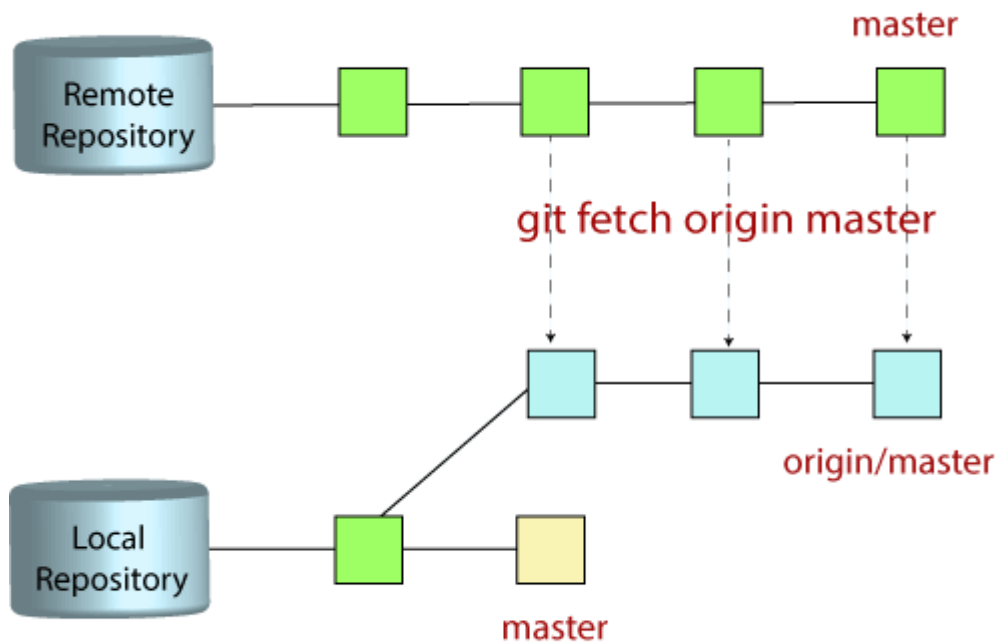 master
Remote
Repository
git fetch origin master
origin/master
Local
Repository
master